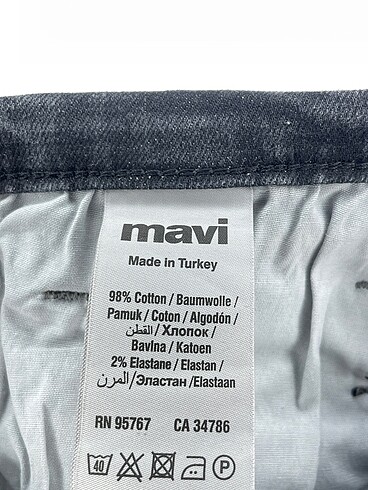 mavi
Made in Turkey
98% Cotton / Baumwolle /
Pamuk / Coton / Algodón /
القطن / Хлопок /
Bavlna / Katoen
2% Elastane / Elastan /
المرن/Эластан /Elastaan
RN 95767 CA 34786
40 P